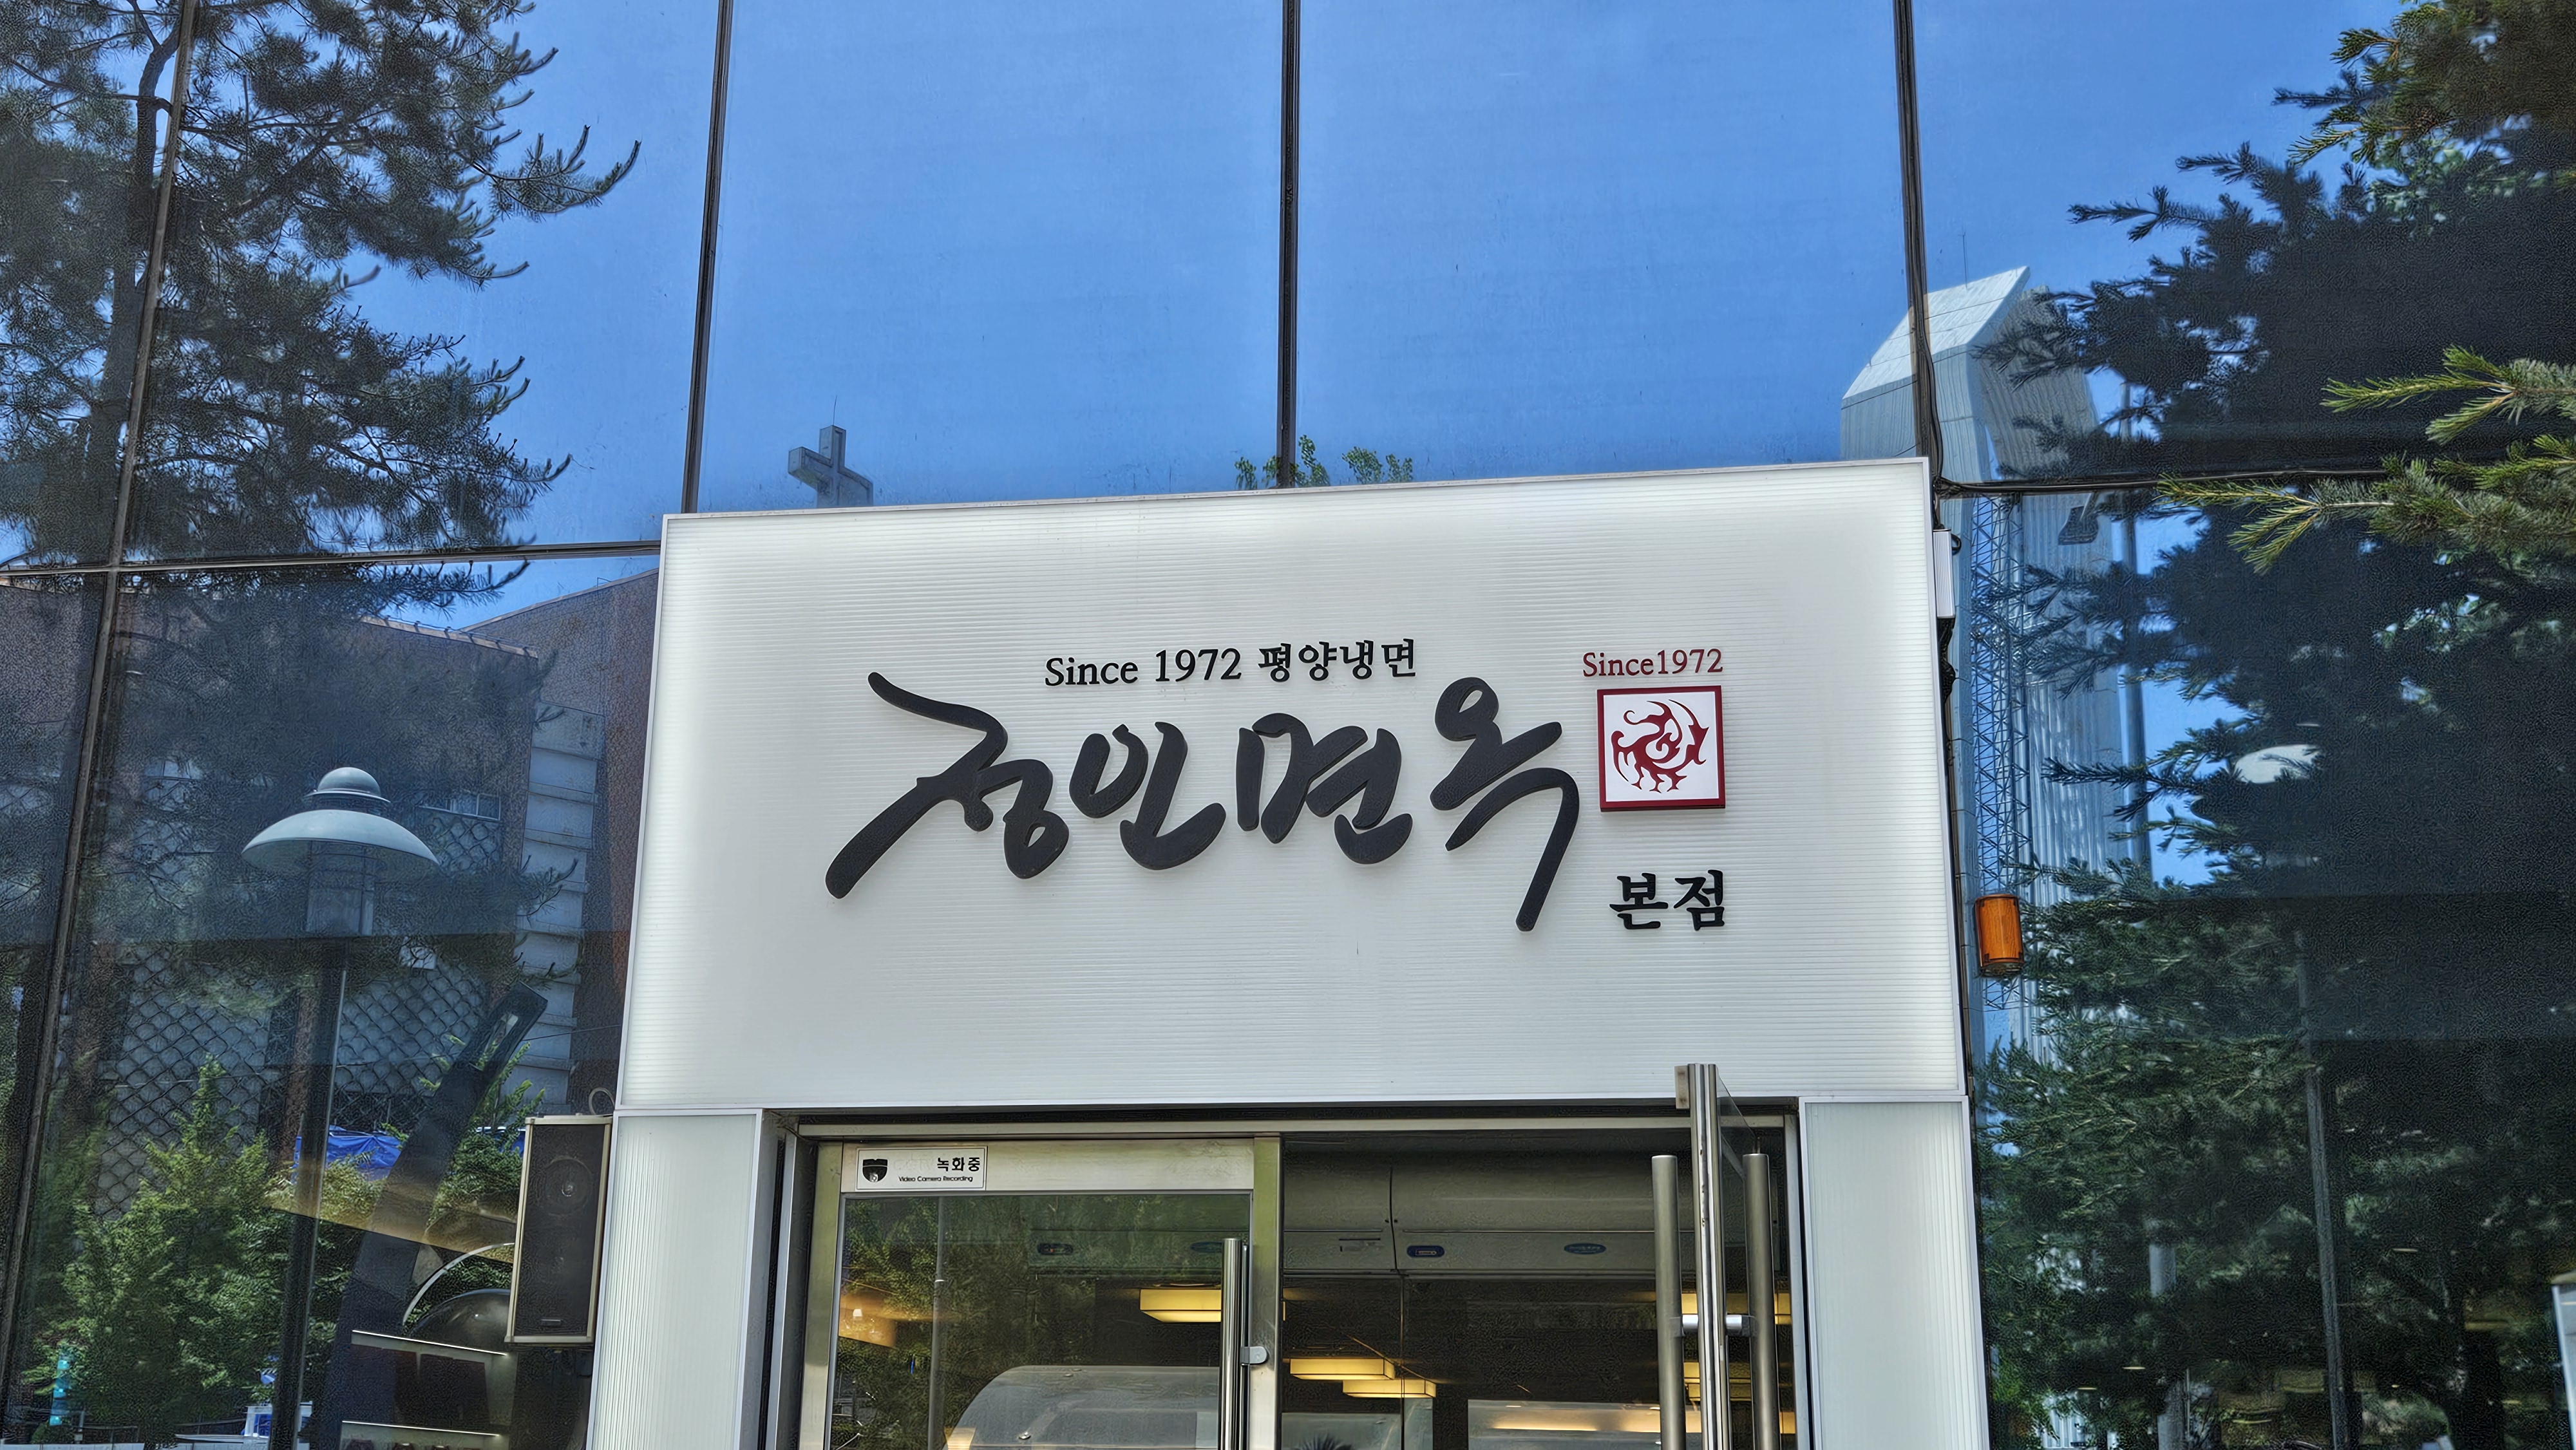 Since 1972 평양냉면
정인면옥
Since1972
본점
녹화중
Video Camera Recording